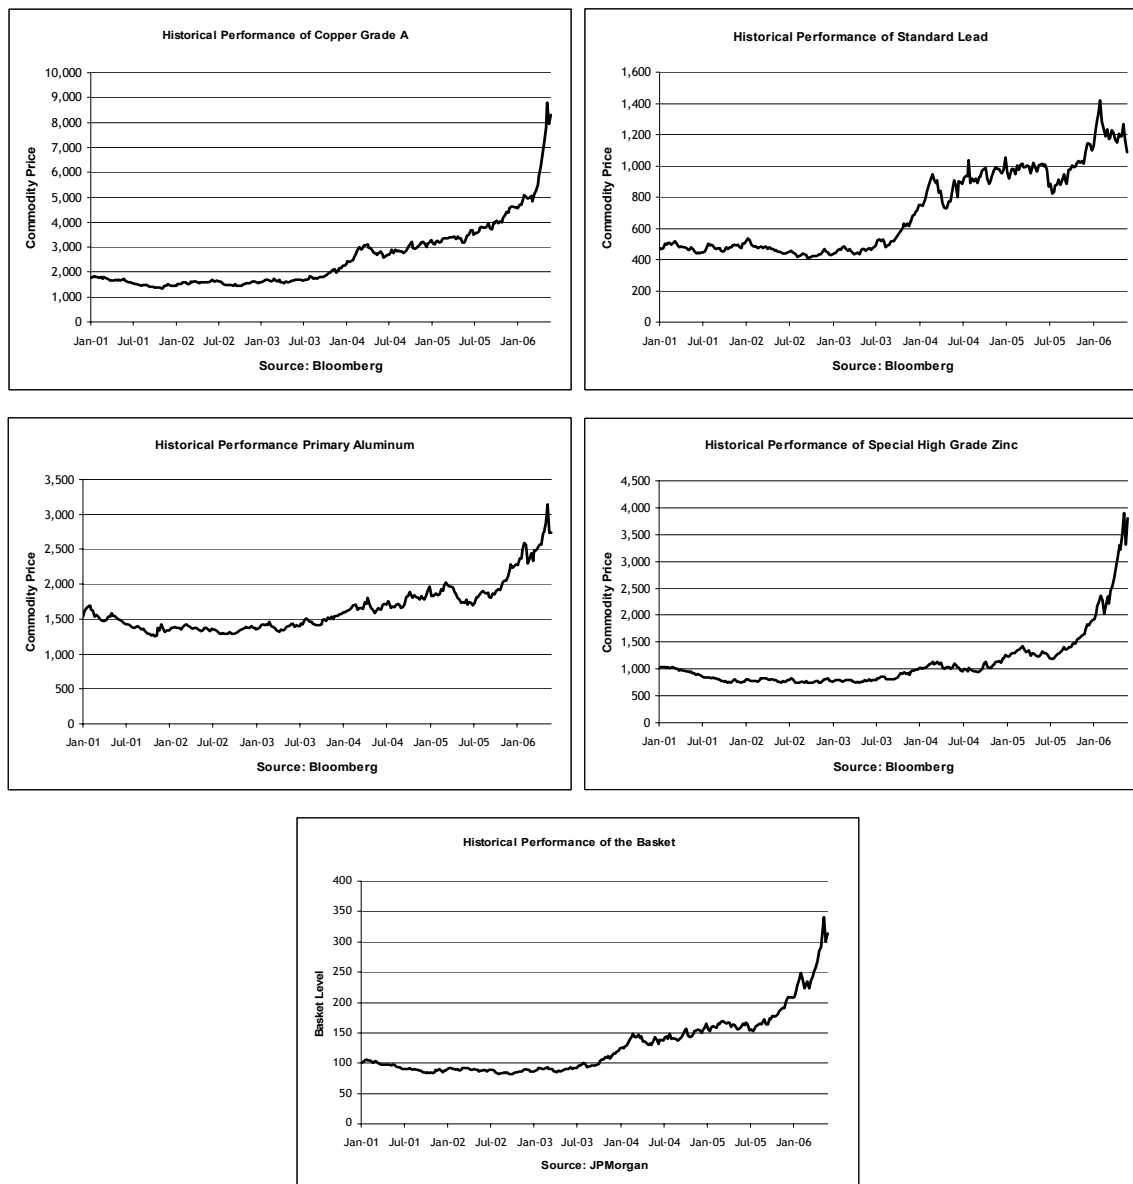 Historical Performance of Copper Grade A
Commodity Price
10,000
9,000
8,000
7,000
6,000
5,000
4,000
3,000
2,000
1,000
0
Jan-01 Jul-01 Jan-02 Jul-02 Jan-03 Jul-03 Jan-04 Jul-04 Jan-05 Jul-05 Jan-06
Source: Bloomberg
Historical Performance of Standard Lead
Commodity Price
1,600
1,400
1,200
1,000
800
600
400
200
0
Jan-01 Jul-01 Jan-02 Jul-02 Jan-03 Jul-03 Jan-04 Jul-04 Jan-05 Jul-05 Jan-06
Source: Bloomberg
Historical Performance Primary Aluminum
Commodity Price
3,500
3,000
2,500
2,000
1,500
1,000
500
0
Jan-01 Jul-01 Jan-02 Jul-02 Jan-03 Jul-03 Jan-04 Jul-04 Jan-05 Jul-05 Jan-06
Source: Bloomberg
Historical Performance of Special High Grade Zinc
Commodity Price
4,500
4,000
3,500
3,000
2,500
2,000
1,500
1,000
500
0
Jan-01 Jul-01 Jan-02 Jul-02 Jan-03 Jul-03 Jan-04 Jul-04 Jan-05 Jul-05 Jan-06
Source: Bloomberg
Historical Performance of the Basket
Basket Level
400
350
300
250
200
150
100
50
0
Jan-01 Jul-01 Jan-02 Jul-02 Jan-03 Jul-03 Jan-04 Jul-04 Jan-05 Jul-05 Jan-06
Source: JPMorgan